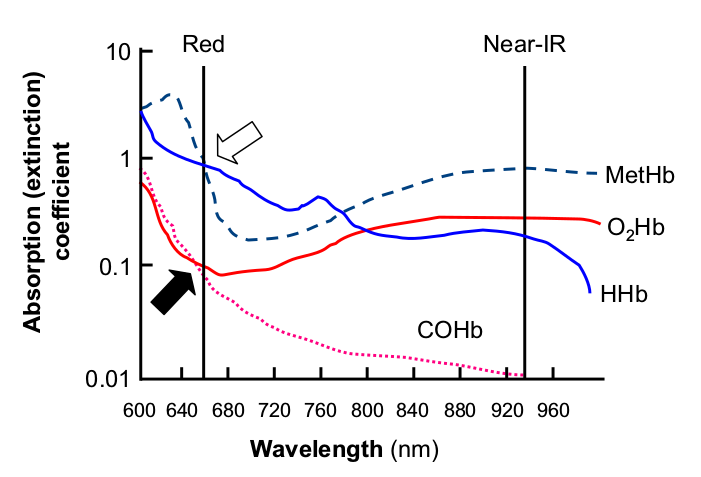 Red
Near-IR
10
1
0.1
0.01
Absorption (extinction)
coefficient
MetHb
O₂Hb
HHb
COHb
600 640 680 720 760 800 840 880 920 960
Wavelength (nm)